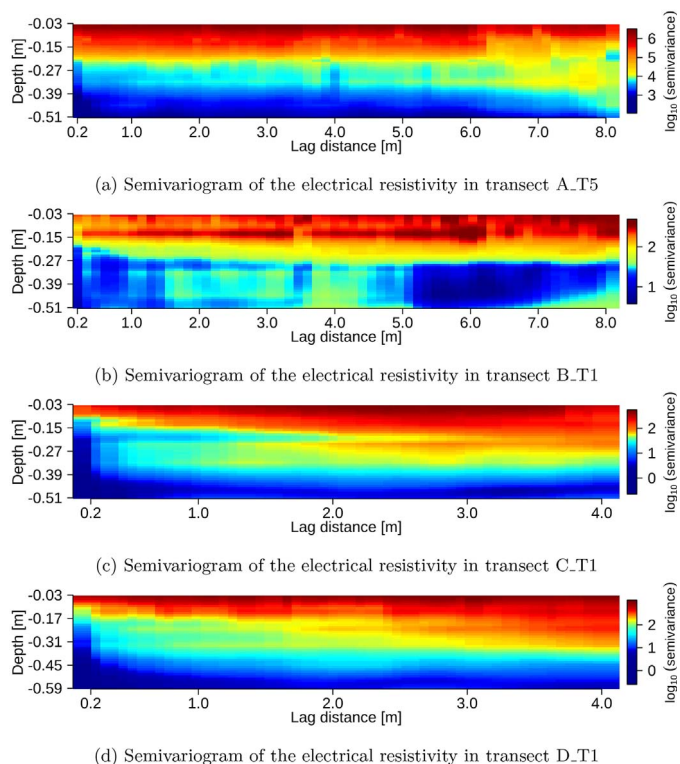 -0.03
-0.15
-0.27
-0.39
-0.51
Depth [m]
0.2 1.0 2.0 3.0 4.0 5.0 6.0 7.0 8.0
Lag distance [m]
6
5
4
3
log10 (semivariance)
(a) Semivariogram of the electrical resistivity in transect A_T5
-0.03
-0.15
-0.27
-0.39
-0.51
Depth [m]
0.2 1.0 2.0 3.0 4.0 5.0 6.0 7.0 8.0
Lag distance [m]
2
1
log10 (semivariance)
(b) Semivariogram of the electrical resistivity in transect B_T1
-0.03
-0.15
-0.27
-0.39
-0.51
Depth [m]
0.2 1.0 2.0 3.0 4.0
Lag distance [m]
2
1
0
log10 (semivariance)
(c) Semivariogram of the electrical resistivity in transect C_T1
-0.03
-0.17
-0.31
-0.45
-0.59
Depth [m]
0.2 1.0 2.0 3.0 4.0
Lag distance [m]
2
1
0
log10 (semivariance)
(d) Semivariogram of the electrical resistivity in transect D_T1